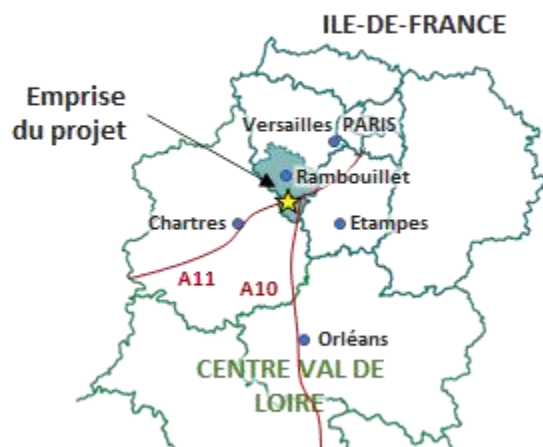 ILE-DE-FRANCE
Emprise
du projet
Versailles PARIS
Rambouillet
Chartres
Etampes
A11
A10
Orléans
CENTRE VAL DE
LOIRE